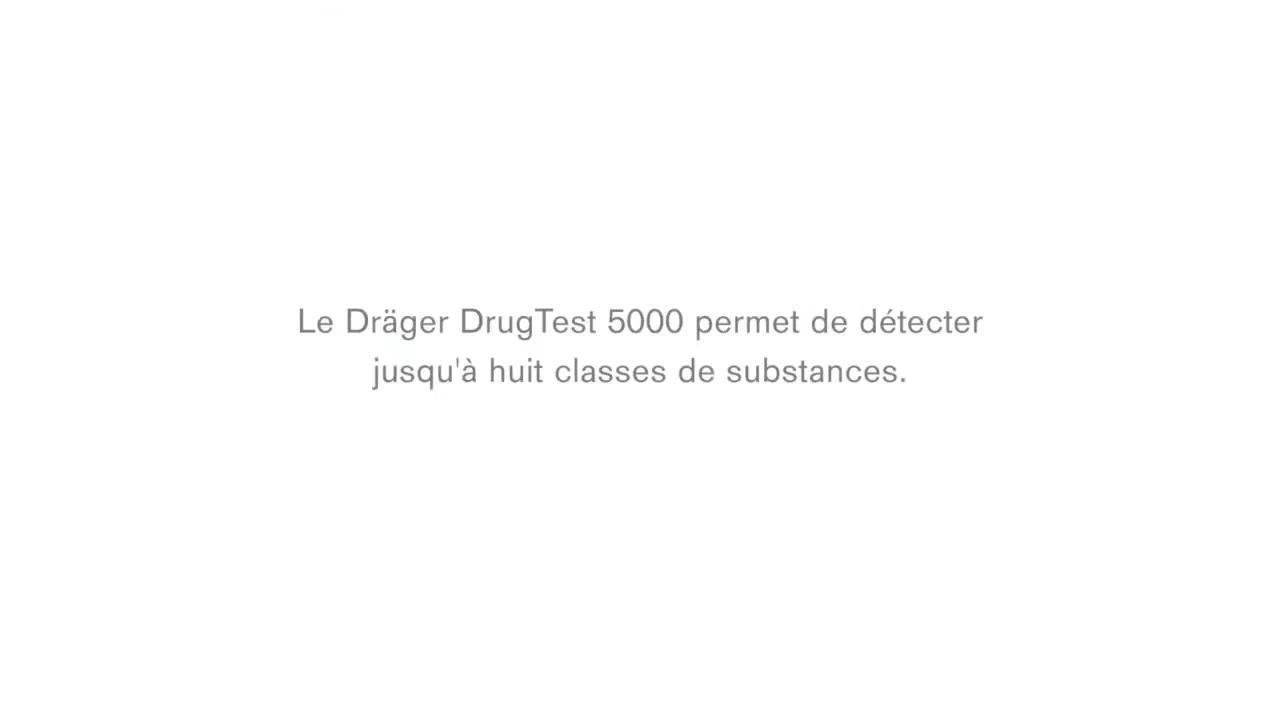 Le Dräger DrugTest 5000 permet de détecter
jusqu'à huit classes de substances.